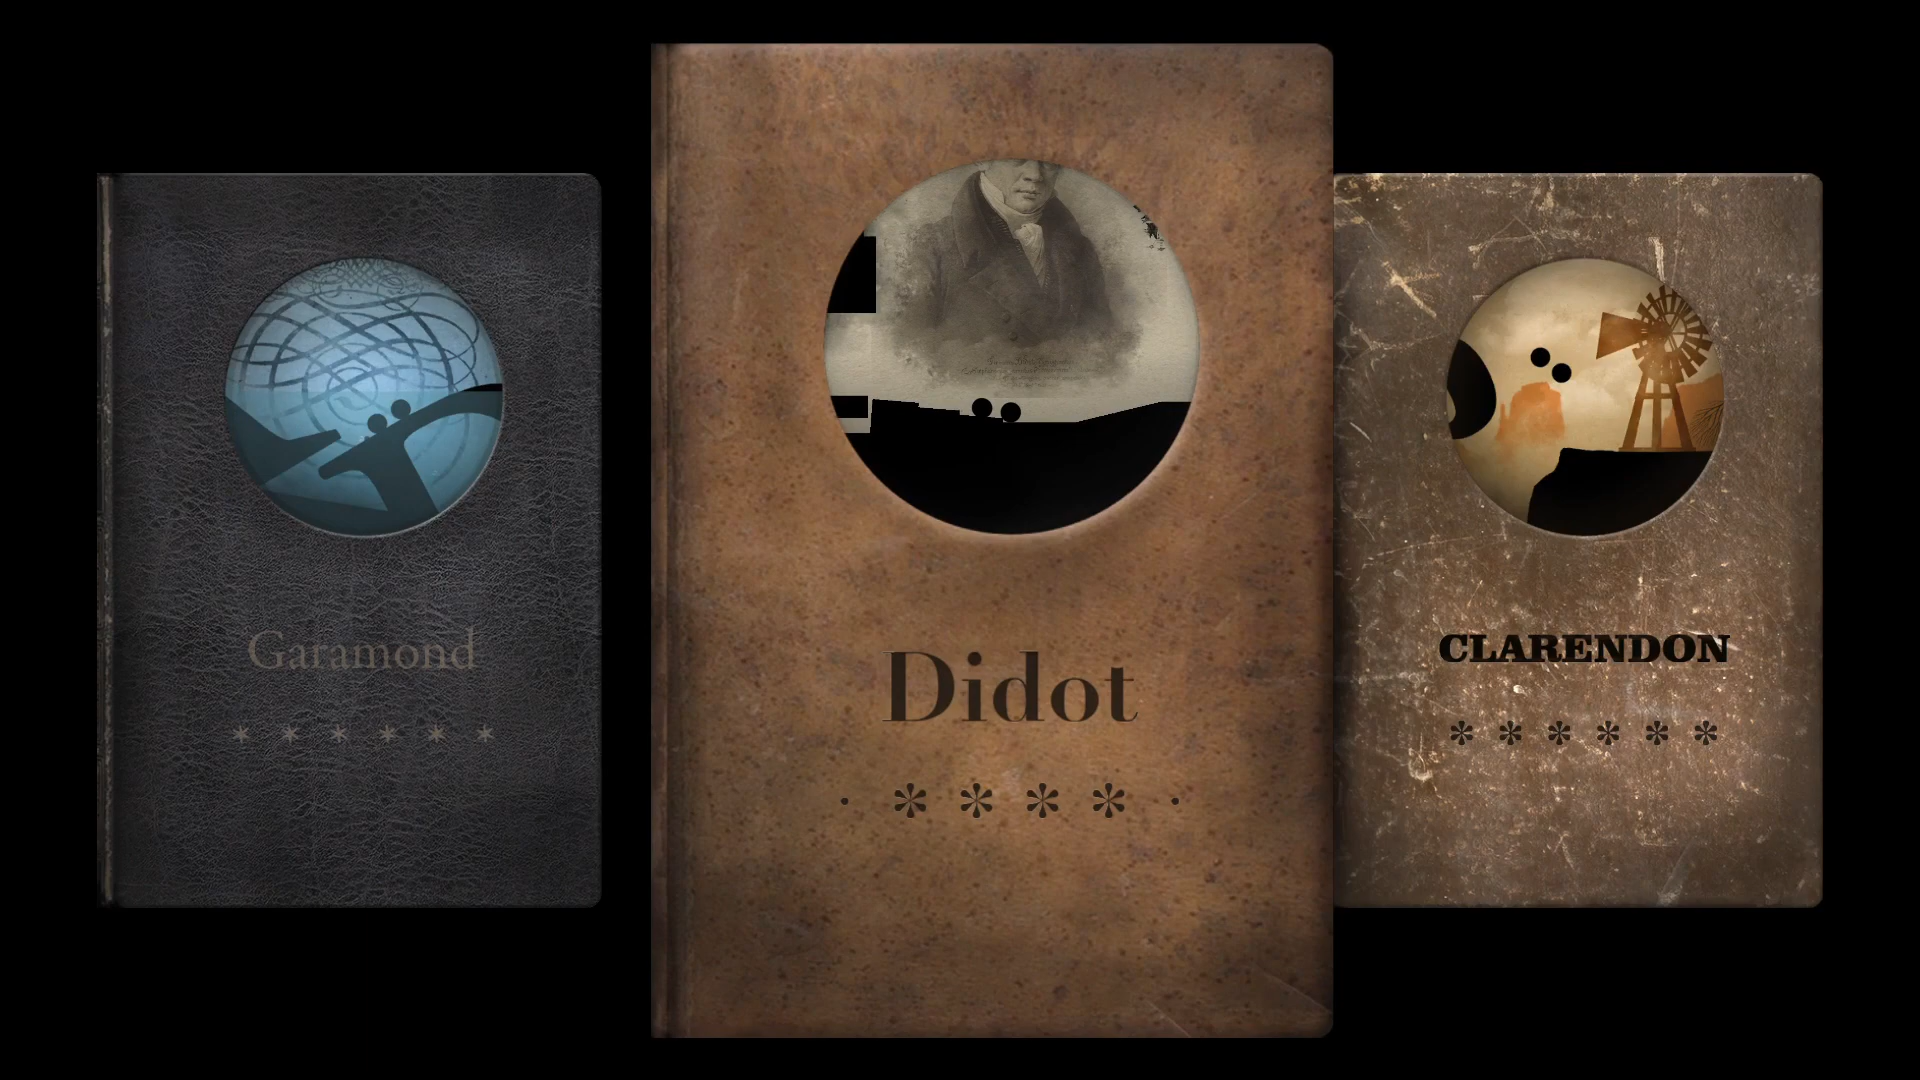 Garamond
* * * * * *
Didot
· * * * * ·
CLARENDON
* * * * * *